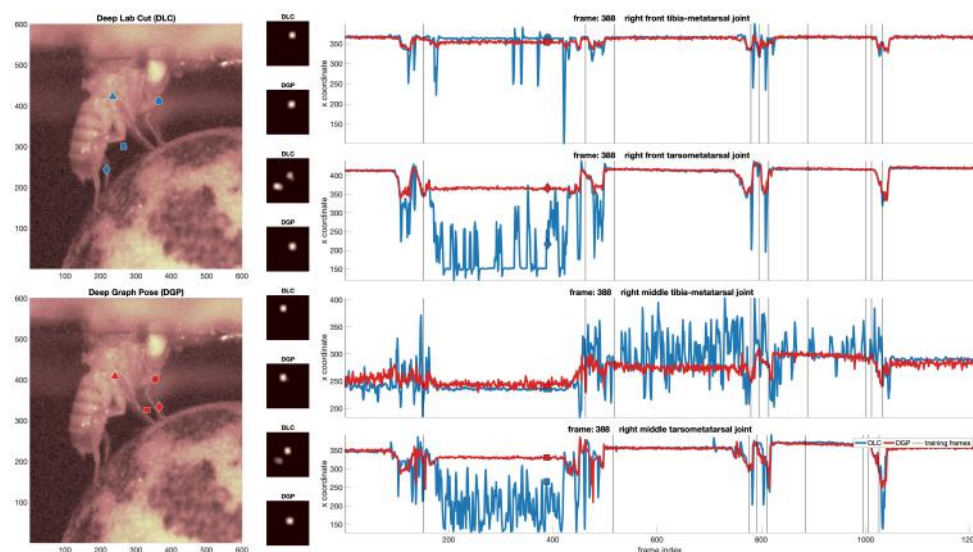 Deep Lab Cut (DLC)
600
500
400
300
200
100
100 200 300 400 500 600
Deep Graph Pose (DGP)
600
500
400
300
200
100
100 200 300 400 500 600
DLC
DGP
DLC
DGP
DLC
DGP
DLC
DGP
frame: 388 right front tibia-metatarsal joint
x coordinate
350
300
250
200
150
frame: 388 right front tarsometatarsal joint
x coordinate
400
350
300
250
200
150
frame: 388 right middle tibia-metatarsal joint
x coordinate
400
350
300
250
200
frame: 388 right middle tarsometatarsal joint
DLC DGP training frames
x coordinate
350
300
250
200
150
200 400 600 800 1000
frame index